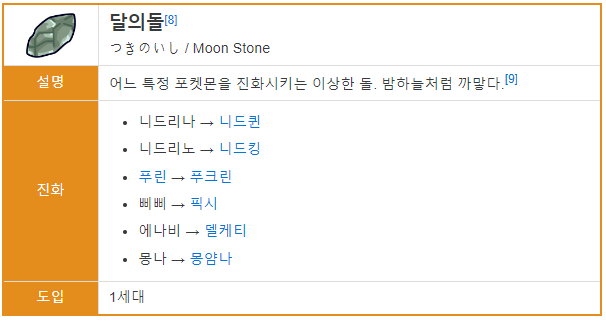 달의돌[8]
つきのいし / Moon Stone
설명
어느 특정 포켓몬을 진화시키는 이상한 돌. 밤하늘처럼 까맣다.[9]
진화
니드리나 → 니드퀸
니드리노 → 니드킹
푸린 → 푸크린
삐삐 → 픽시
에나비 → 델케티
몽나 → 몽얌나
도입
1세대